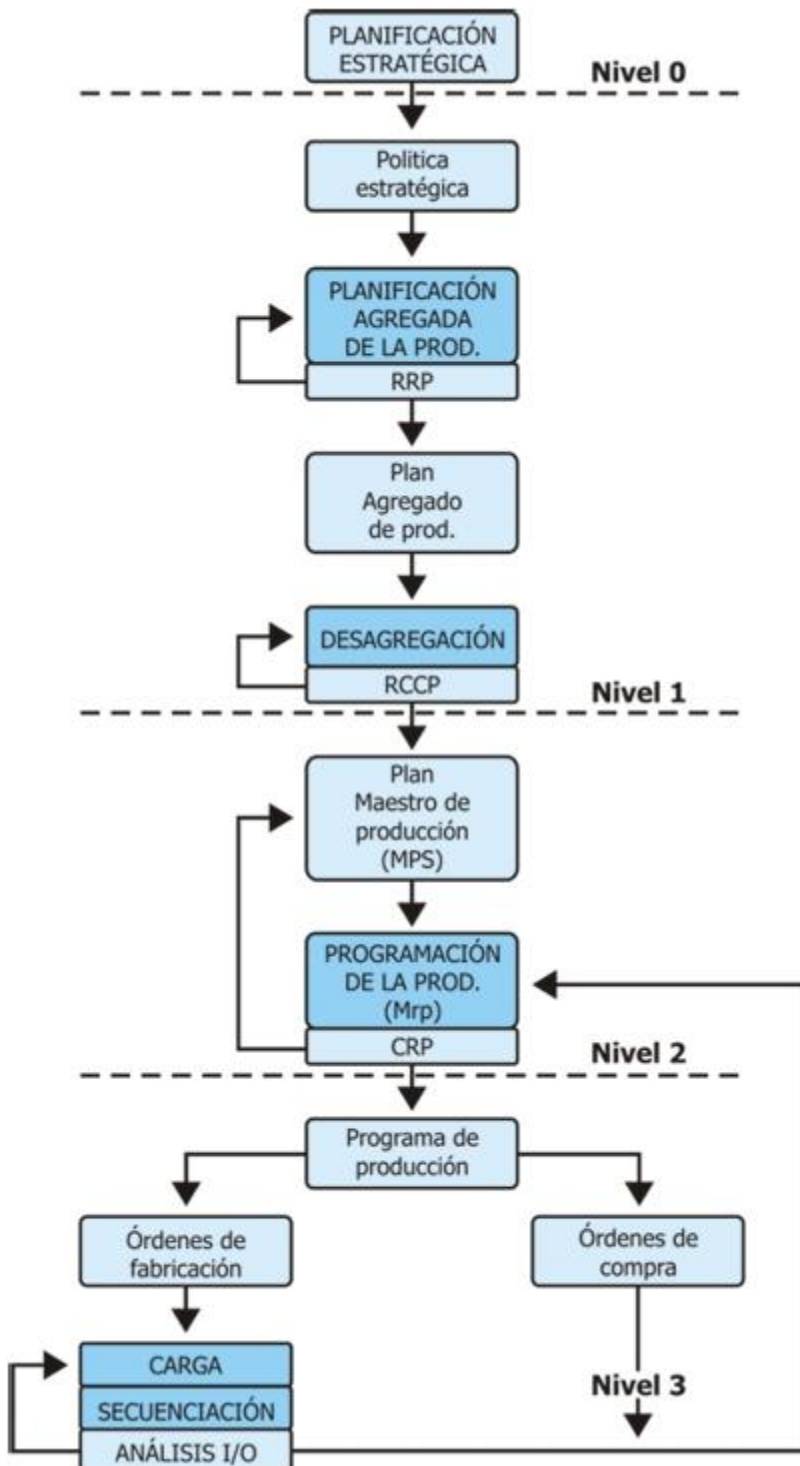 PLANIFICACIÓN
ESTRATÉGICA
Nivel 0
Politica
estratégica
PLANIFICACIÓN
AGREGADA
DE LA PROD.
RRP
Plan
Agregado
de prod.
DESAGREGACIÓN
RCCP
Nivel 1
Plan
Maestro de
producción
(MPS)
PROGRAMACIÓN
DE LA PROD.
(Mrp)
CRP
Nivel 2
Programa de
producción
Órdenes de
fabricación
Órdenes de
compra
CARGA
Nivel 3
SECUENCIACIÓN
ANÁLISIS I/O